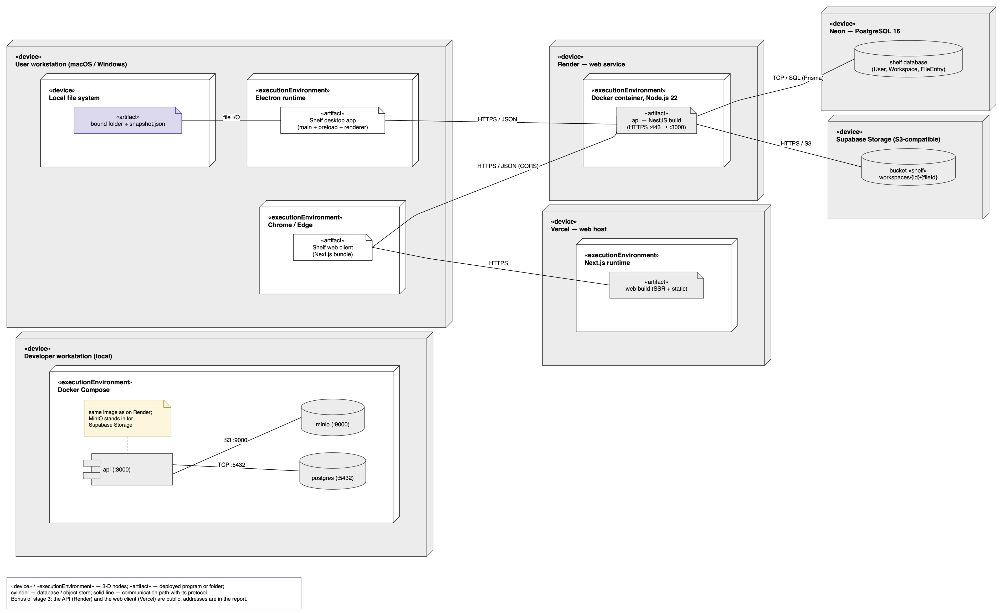 «device»
User workstation (macOS / Windows)
«device»
Local file system
«artifact»
bound folder + snapshot.json
file I/O
«executionEnvironment»
Electron runtime
«artifact»
Shelf desktop app
(main + preload + renderer)
HTTPS / JSON
«executionEnvironment»
Chrome / Edge
«artifact»
Shelf web client
(Next.js bundle)
HTTPS / JSON (CORS)
HTTPS
«device»
Render — web service
«executionEnvironment»
Docker container, Node.js 22
«artifact»
api — NestJS build
(HTTPS :443 → :3000)
TCP / SQL (Prisma)
HTTPS / S3
«device»
Neon — PostgreSQL 16
shelf database
(User, Workspace, FileEntry)
«device»
Supabase Storage (S3-compatible)
bucket «shelf»
workspaces/{id}/{fileId}
«device»
Vercel — web host
«executionEnvironment»
Next.js runtime
«artifact»
web build (SSR + static)
«device»
Developer workstation (local)
«executionEnvironment»
Docker Compose
same image as on Render;
MinIO stands in for
Supabase Storage
api (:3000)
S3 :9000
TCP :5432
minio (:9000)
postgres (:5432)
«device» / «executionEnvironment» — 3-D nodes; «artifact» — deployed program or folder;
cylinder — database / object store; solid line — communication path with its protocol.
Bonus of stage 3: the API (Render) and the web client (Vercel) are public; addresses are in the report.